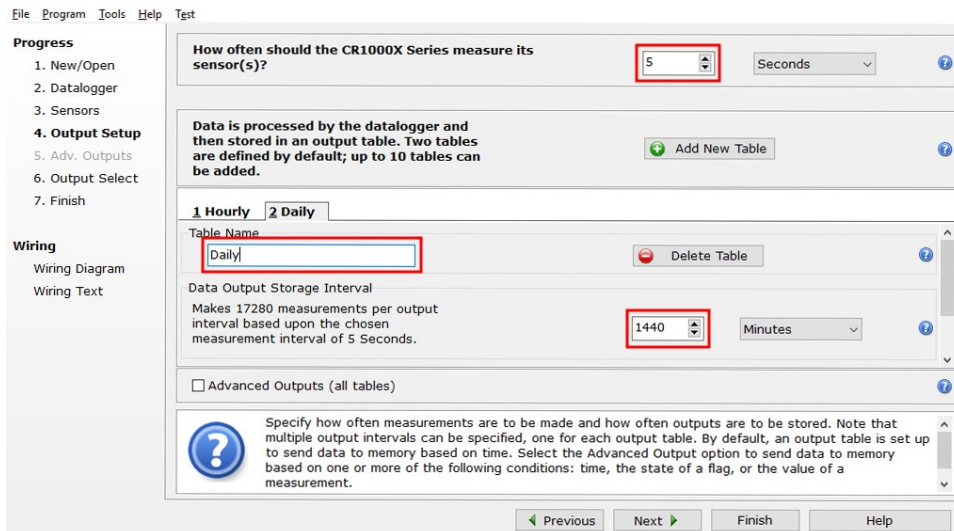 File Program Tools Help Test
Progress
1. New/Open
2. Datalogger
3. Sensors
4. Output Setup
5. Adv. Outputs
6. Output Select
7. Finish
Wiring
Wiring Diagram
Wiring Text
How often should the CR1000X Series measure its
sensor(s)?
5
Seconds
Data is processed by the datalogger and
then stored in an output table. Two tables
are defined by default; up to 10 tables can
be added.
Add New Table
1 Hourly
2 Daily
Table Name
Daily
Delete Table
Data Output Storage Interval
Makes 17280 measurements per output
interval based upon the chosen
measurement interval of 5 Seconds.
1440
Minutes
Advanced Outputs (all tables)
Specify how often measurements are to be made and how often outputs are to be stored. Note that
multiple output intervals can be specified, one for each output table. By default, an output table is set up
to send data to memory based on time. Select the Advanced Output option to send data to memory
based on one or more of the following conditions: time, the state of a flag, or the value of a
measurement.
Previous
Next
Finish
Help